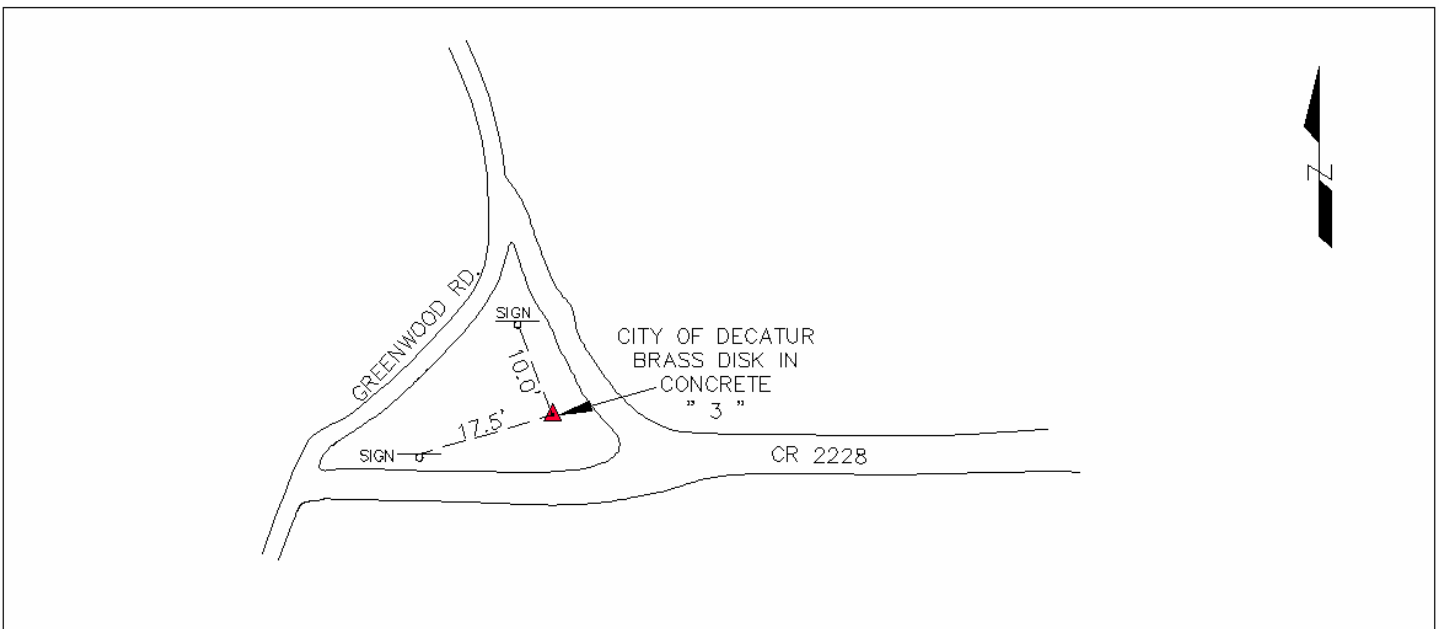 N
GREENWOOD RD.
SIGN
10.0'
CITY OF DECATUR
BRASS DISK IN
CONCRETE
" 3 "
17.5'
SIGN
CR 2228